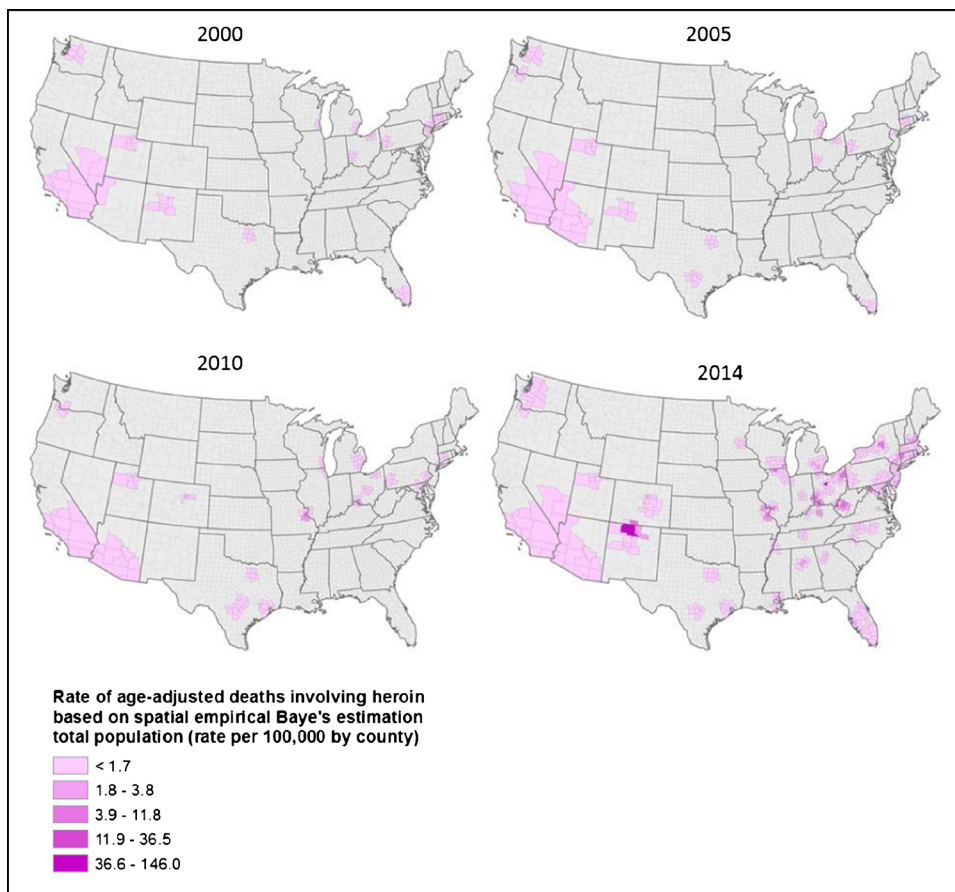 2000
2005
2010
2014
Rate of age-adjusted deaths involving heroin
based on spatial empirical Baye's estimation
total population (rate per 100,000 by county)
< 1.7
1.8 - 3.8
3.9 - 11.8
11.9 - 36.5
36.6 - 146.0